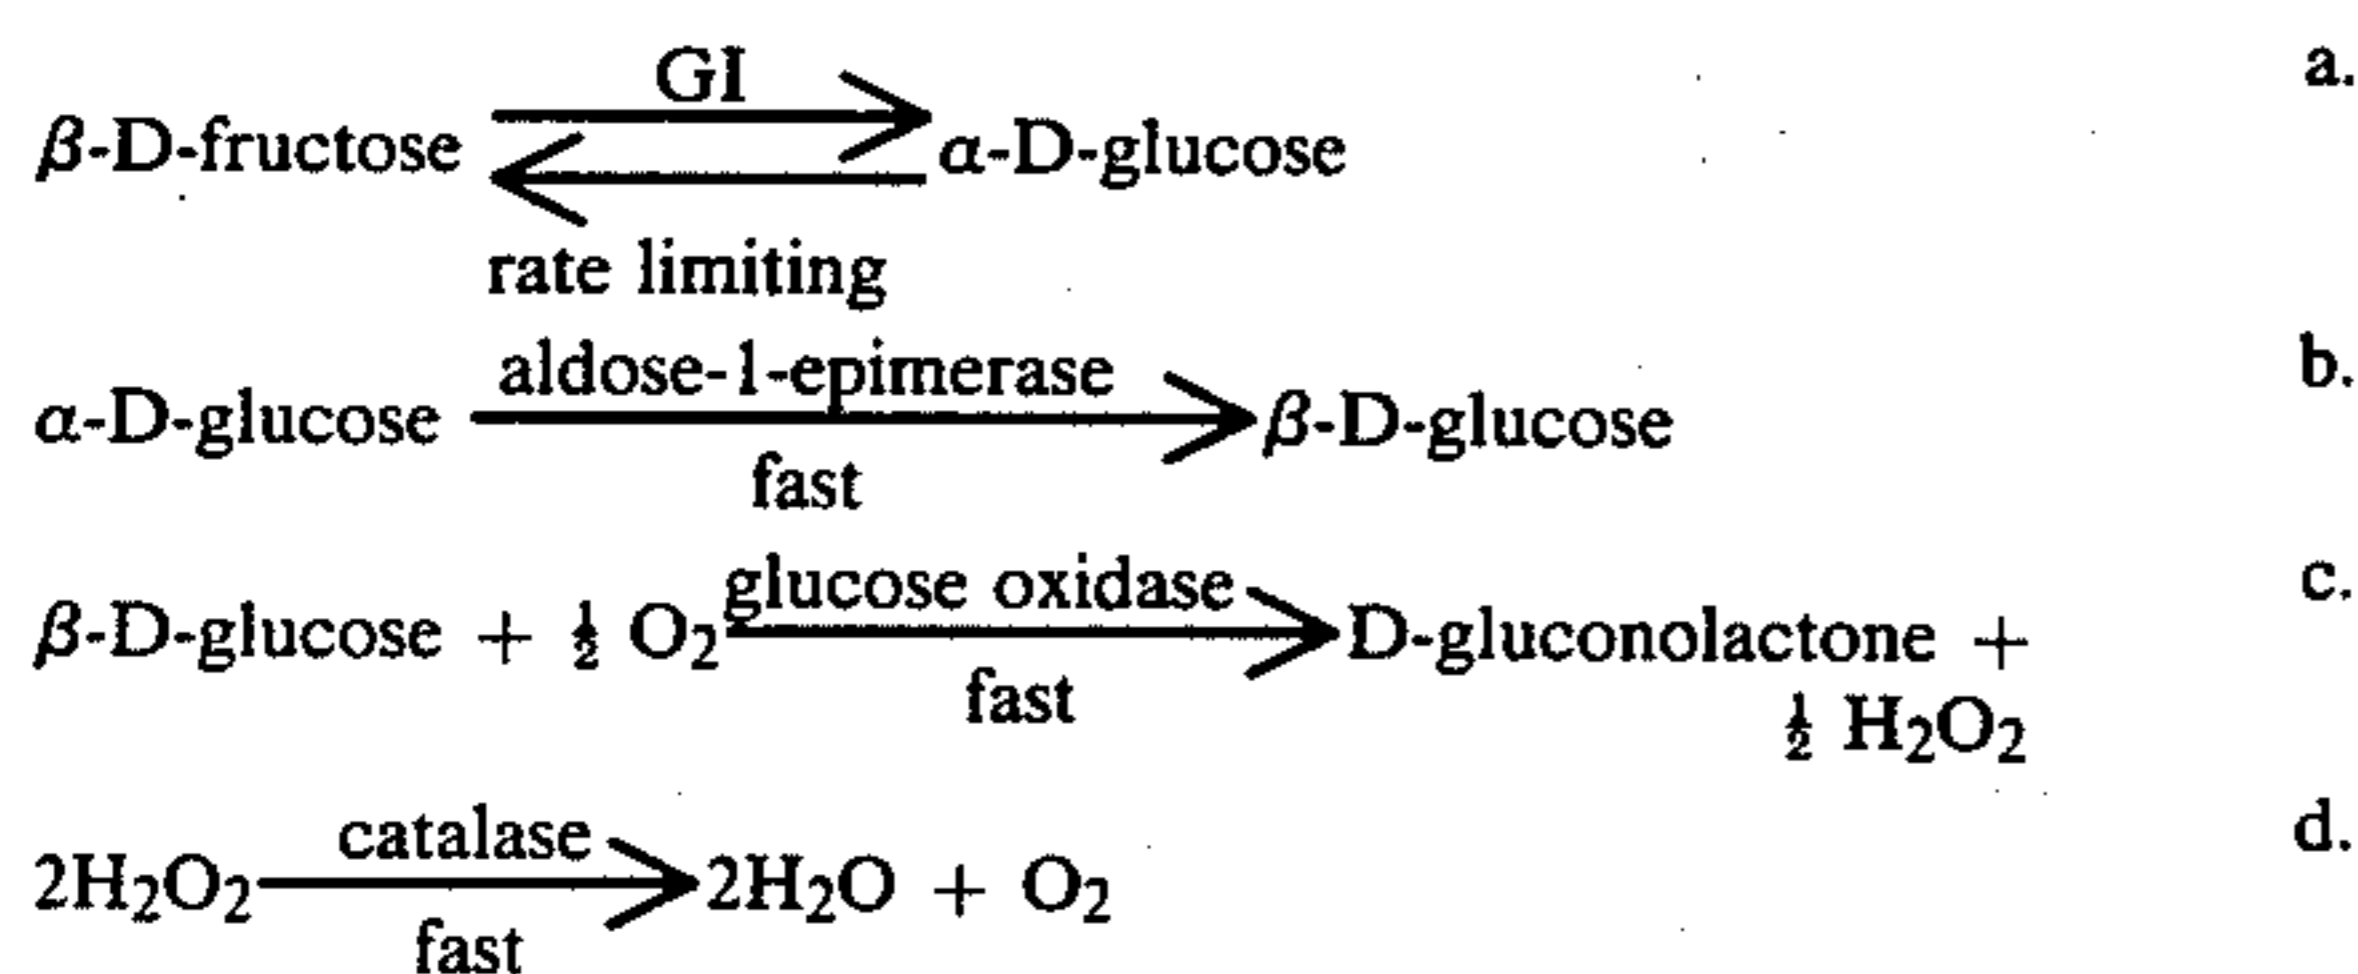 GI a.
β-D-fructose α-D-glucose
rate limiting
aldose-1-epimerase b.
α-D-glucose β-D-glucose
fast
glucose oxidase c.
β-D-glucose + ½ O₂ D-gluconolactone +
fast
½ H₂O₂
catalase d.
2H₂O₂ 2H₂O + O₂
fast